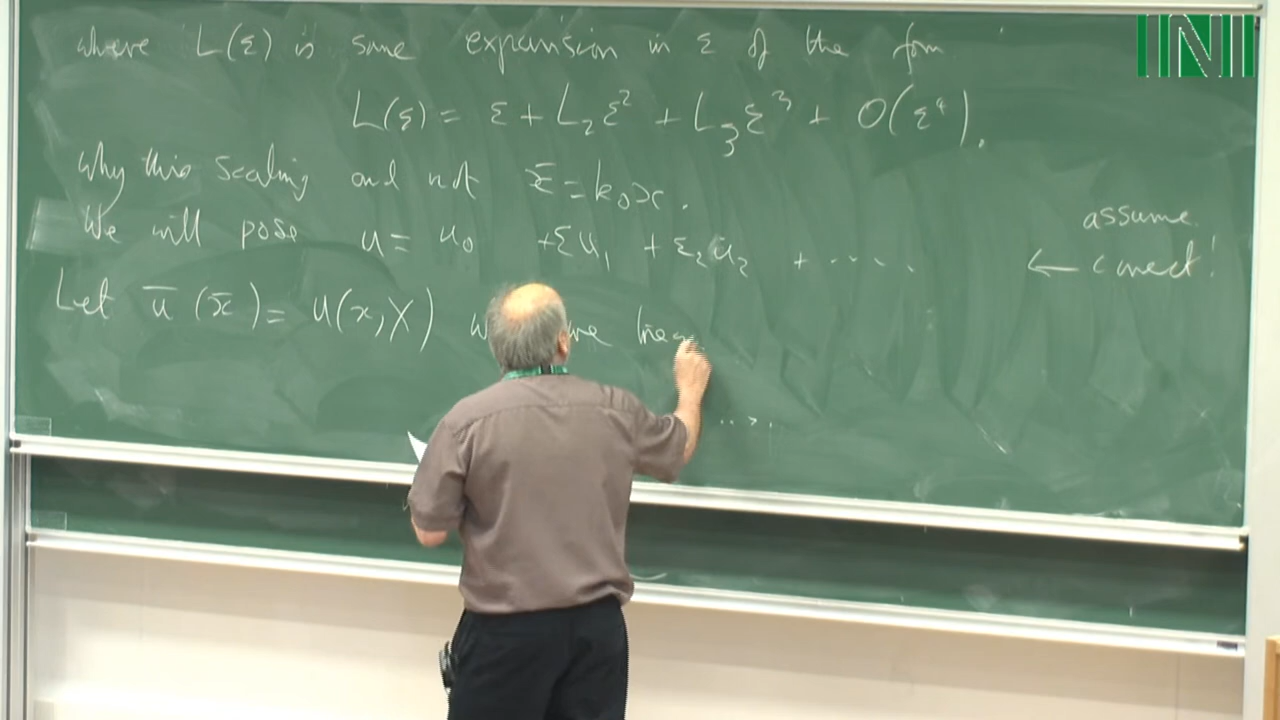 INI
where L(ε) is some expansion in ε of the form
L(ε) = ε + L₂ε² + L₃ε³ + O(ε⁴).
Why this scaling and not x̄ = k₀x.
We will pose u = u₀ + εu₁ + ε₂u₂ + .....
assume
← correct!
Let ū(x̄) = u(x,X)